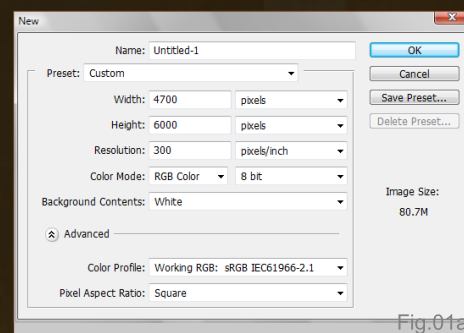 New
Name: Untitled-1
OK
Preset: Custom
Cancel
Width: 4700 pixels
Save Preset...
Height: 6000 pixels
Delete Preset...
Resolution: 300 pixels/inch
Color Mode: RGB Color 8 bit
Image Size:
Background Contents: White
80.7M
Advanced
Color Profile: Working RGB: sRGB IEC61966-2.1
Pixel Aspect Ratio: Square
Fig.01a